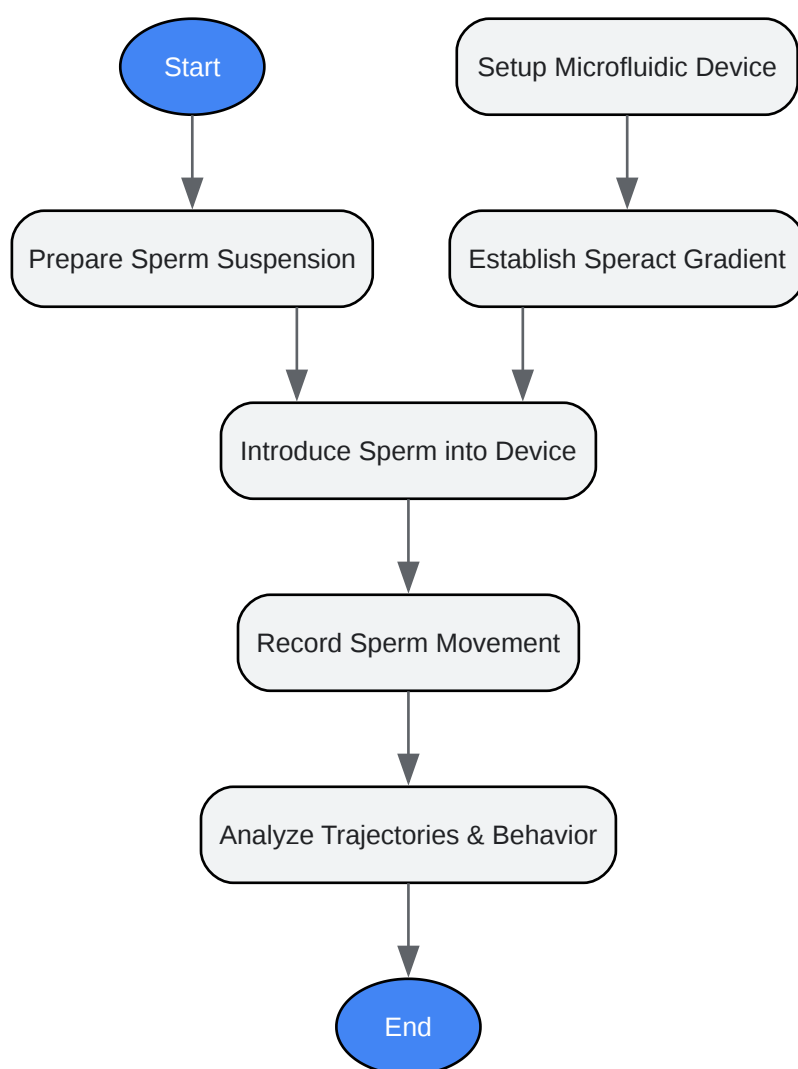 Start
Setup Microfluidic Device
Prepare Sperm Suspension
Establish Speract Gradient
Introduce Sperm into Device
Record Sperm Movement
Analyze Trajectories & Behavior
End